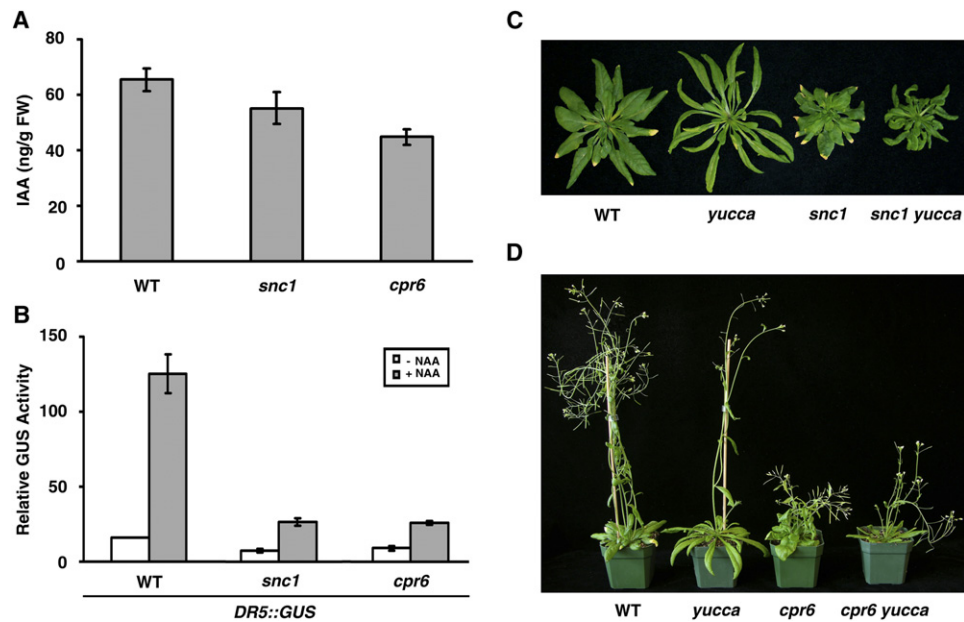 A
IAA (ng/g FW)
80
60
40
20
0
WT snc1 cpr6
B
Relative GUS Activity
150
100
50
0
- NAA
+ NAA
WT snc1 cpr6
DR5::GUS
C
WT yucca snc1 snc1 yucca
D
WT yucca cpr6 cpr6 yucca